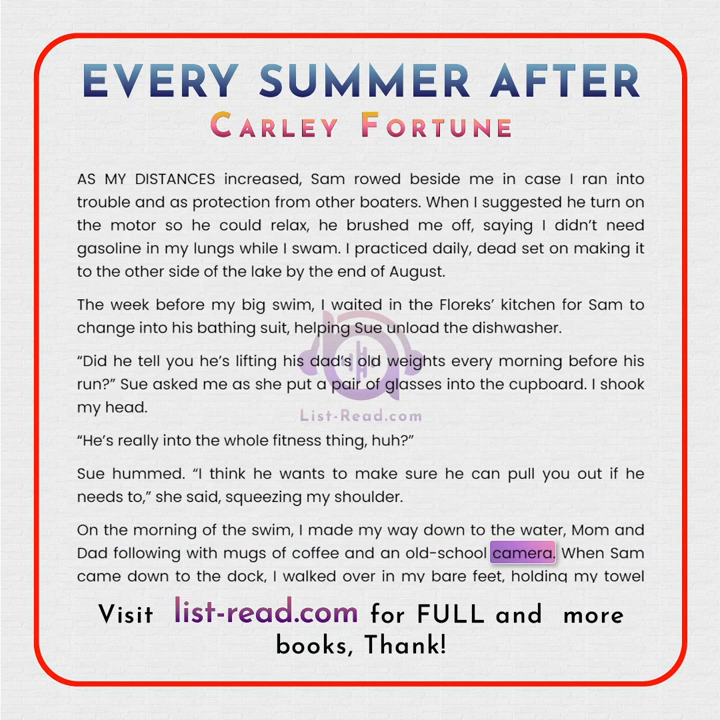 EVERY SUMMER AFTER
CARLEY FORTUNE
AS MY DISTANCES increased, Sam rowed beside me in case I ran into
trouble and as protection from other boaters. When I suggested he turn on
the motor so he could relax, he brushed me off, saying I didn’t need
gasoline in my lungs while I swam. I practiced daily, dead set on making it
to the other side of the lake by the end of August.
The week before my big swim, I waited in the Floreks’ kitchen for Sam to
change into his bathing suit, helping Sue unload the dishwasher.
“Did he tell you he’s lifting his dad’s old weights every morning before his
run?” Sue asked me as she put a pair of glasses into the cupboard. I shook
my head.
List-Read.com
“He’s really into the whole fitness thing, huh?”
Sue hummed. “I think he wants to make sure he can pull you out if he
needs to,” she said, squeezing my shoulder.
On the morning of the swim, I made my way down to the water, Mom and
Dad following with mugs of coffee and an old-school camera. When Sam
came down to the dock, I walked over in my bare feet, holding my towel
Visit list-read.com for FULL and more
books, Thank!